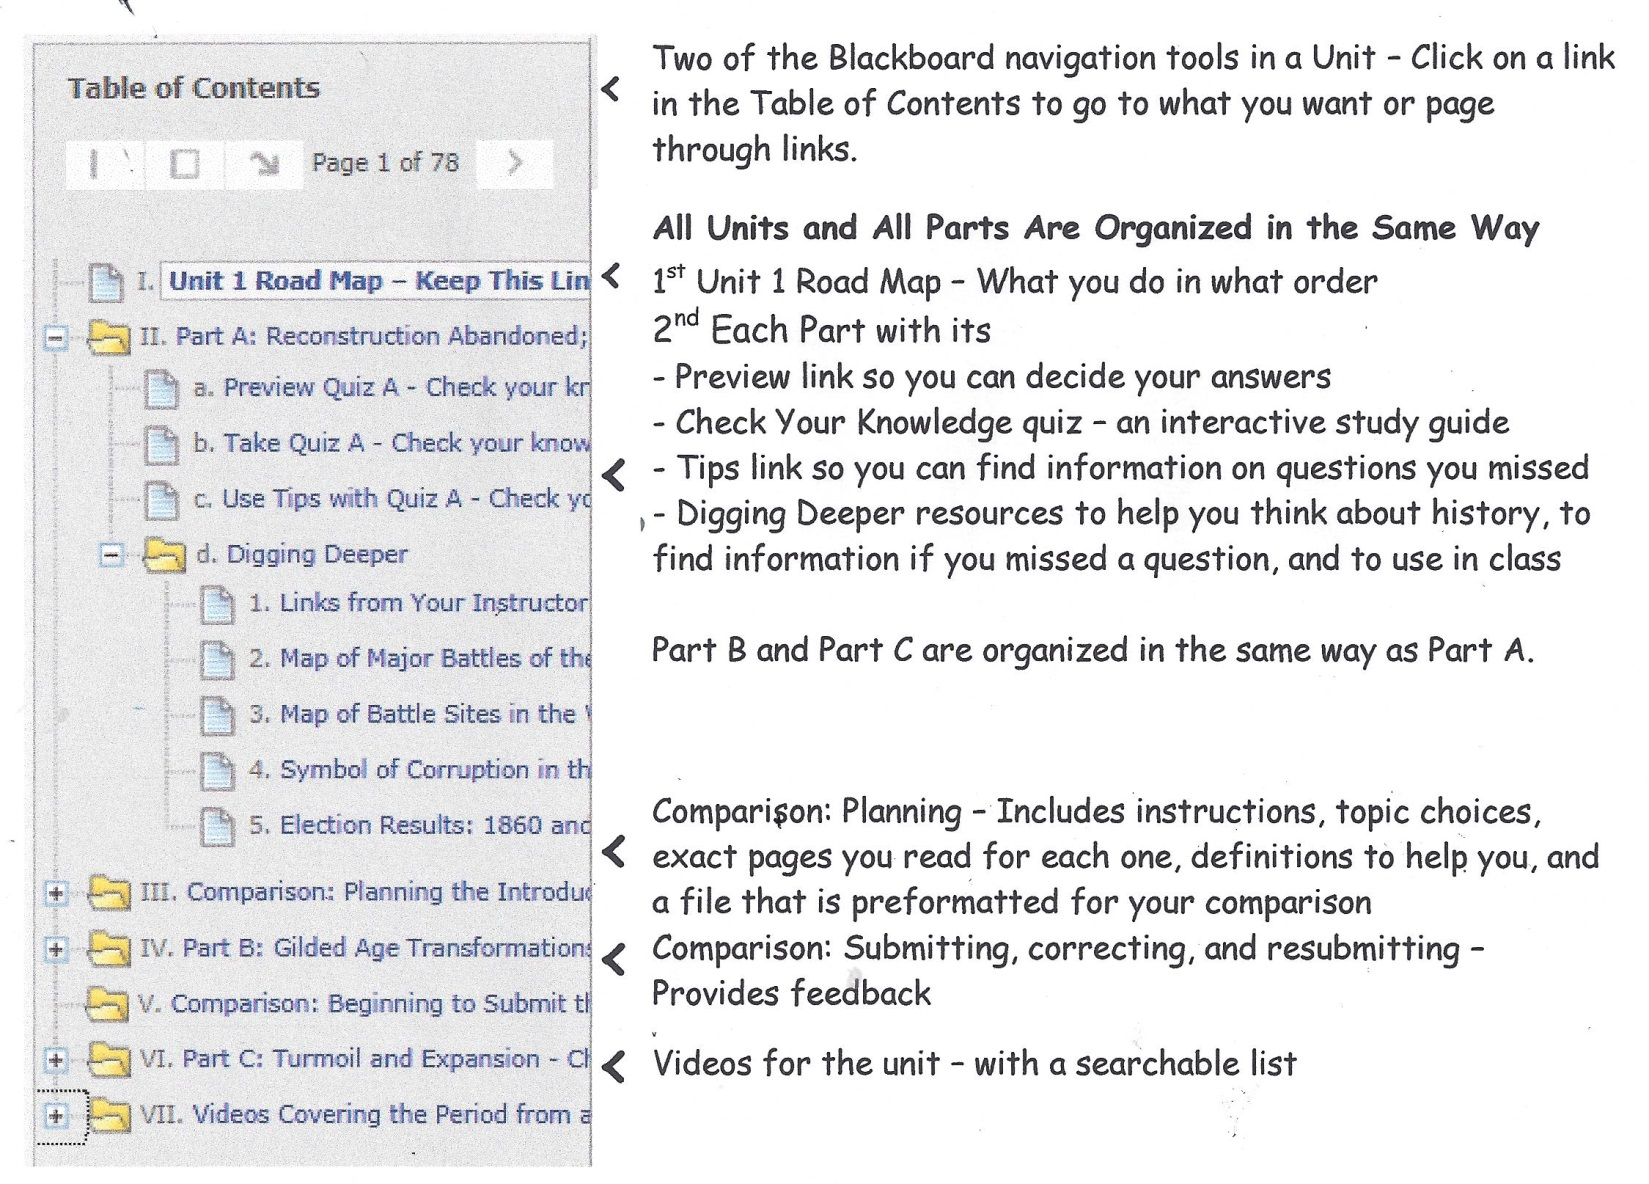 Table of Contents
Page 1 of 78
I. Unit 1 Road Map – Keep This Lin
II. Part A: Reconstruction Abandoned;
a. Preview Quiz A - Check your kr
b. Take Quiz A - Check your know
c. Use Tips with Quiz A - Check yo
d. Digging Deeper
1. Links from Your Instructor
2. Map of Major Battles of the
3. Map of Battle Sites in the
4. Symbol of Corruption in th
5. Election Results: 1860 and
III. Comparison: Planning the Introduc
IV. Part B: Gilded Age Transformations
V. Comparison: Beginning to Submit th
VI. Part C: Turmoil and Expansion - Ch
VII. Videos Covering the Period from a
Two of the Blackboard navigation tools in a Unit – Click on a link
in the Table of Contents to go to what you want or page
through links.
All Units and All Parts Are Organized in the Same Way
1st Unit 1 Road Map – What you do in what order
2nd Each Part with its
- Preview link so you can decide your answers
- Check Your Knowledge quiz – an interactive study guide
- Tips link so you can find information on questions you missed
- Digging Deeper resources to help you think about history, to
find information if you missed a question, and to use in class
Part B and Part C are organized in the same way as Part A.
Comparison: Planning – Includes instructions, topic choices,
exact pages you read for each one, definitions to help you, and
a file that is preformatted for your comparison
Comparison: Submitting, correcting, and resubmitting –
Provides feedback
Videos for the unit – with a searchable list